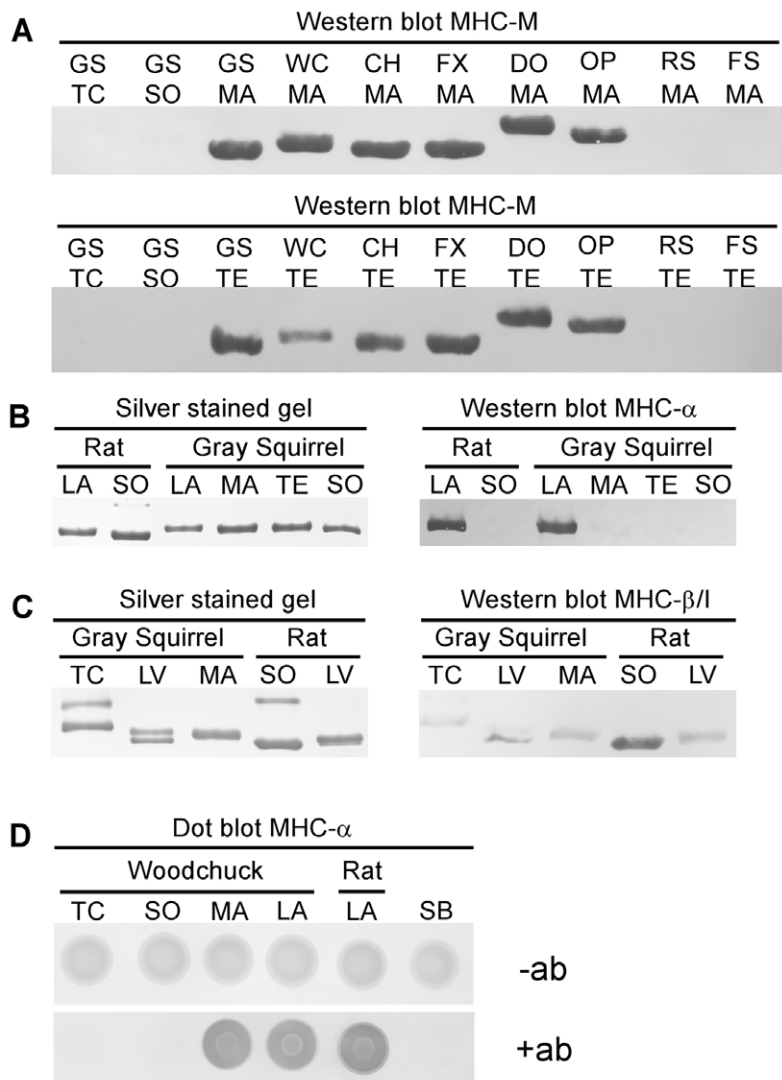 A
Western blot MHC-M
GS GS GS WC CH FX DO OP RS FS
TC SO MA MA MA MA MA MA MA MA
Western blot MHC-M
GS GS GS WC CH FX DO OP RS FS
TC SO TE TE TE TE TE TE TE TE
B
Silver stained gel
Rat Gray Squirrel
LA SO LA MA TE SO
Western blot MHC-α
Rat Gray Squirrel
LA SO LA MA TE SO
C
Silver stained gel
Gray Squirrel Rat
TC LV MA SO LV
Western blot MHC-β/I
Gray Squirrel Rat
TC LV MA SO LV
D
Dot blot MHC-α
Woodchuck Rat
TC SO MA LA LA SB
-ab
+ab